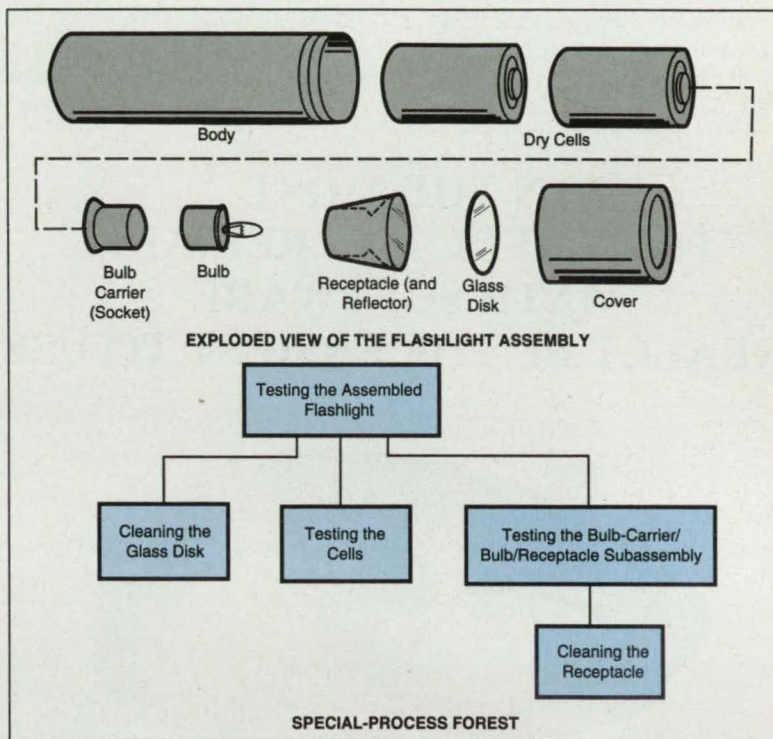 Body
Dry Cells
Bulb
Carrier
(Socket)
Bulb
Receptacle (and
Reflector)
Glass
Disk
Cover
EXPLODED VIEW OF THE FLASHLIGHT ASSEMBLY
Testing the Assembled
Flashlight
Cleaning the
Glass Disk
Testing the
Cells
Testing the Bulb-Carrier/
Bulb/Receptacle Subassembly
Cleaning the
Receptacle
SPECIAL-PROCESS FOREST